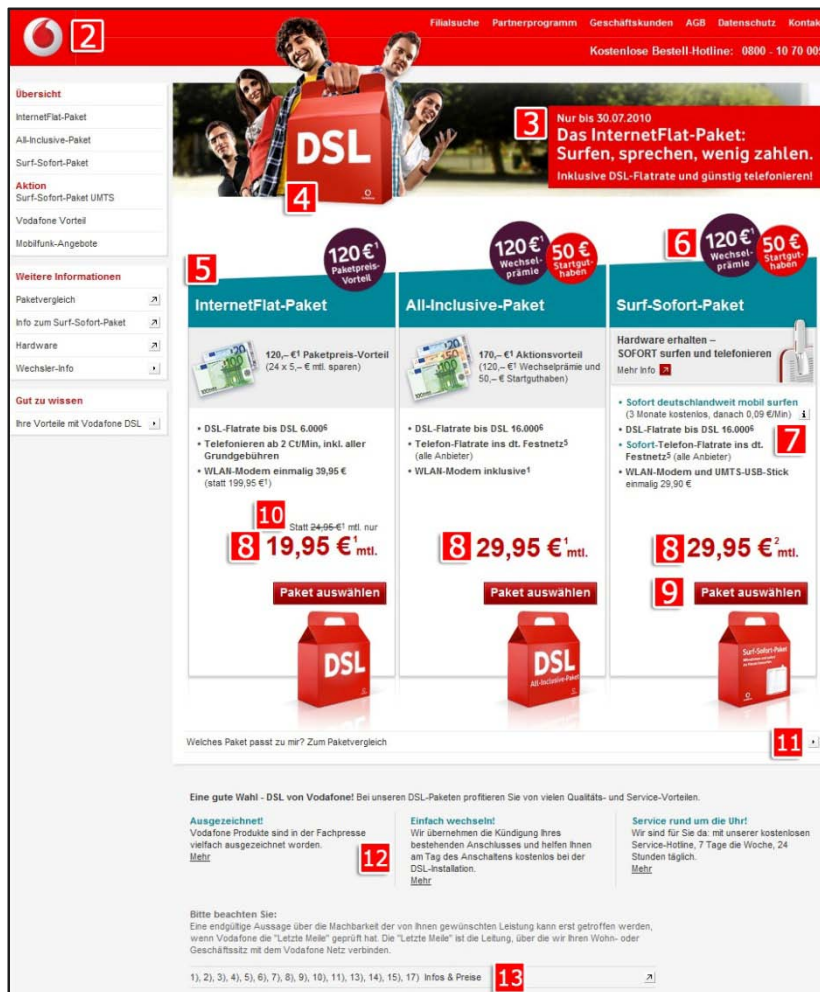 2
Filialsuche Partnerprogramm Geschäftskunden AGB Datenschutz Kontak
Kostenlose Bestell-Hotline: 0800 - 10 70 005
Übersicht
InternetFlat-Paket
All-Inclusive-Paket
Surf-Sofort-Paket
Aktion
Surf-Sofort-Paket UMTS
Vodafone Vorteil
Mobilfunk-Angebote
Weitere Informationen
Paketvergleich
Info zum Surf-Sofort-Paket
Hardware
Wechsler-Info
Gut zu wissen
Ihre Vorteile mit Vodafone DSL
DSL
4
3
Nur bis 30.07.2010
Das InternetFlat-Paket:
Surfen, sprechen, wenig zahlen.
Inklusive DSL-Flatrate und günstig telefonieren!
5
120 €¹
Paketpreis-
Vorteil
InternetFlat-Paket
120,– €¹ Paketpreis-Vorteil
(24 x 5,– € mtl. sparen)
• DSL-Flatrate bis DSL 6.000⁶
• Telefonieren ab 2 Ct/Min, inkl. aller
Grundgebühren
• WLAN-Modem einmalig 39,95 €
(statt 199,95 €¹)
10
Statt 24,95 €¹ mtl. nur
8 19,95 €¹ mtl.
Paket auswählen
DSL
120 €¹
Wechsel-
prämie
50 €
Startgut-
haben
All-Inclusive-Paket
170,– €¹ Aktionsvorteil
(120,– €¹ Wechselprämie und
50,– € Startguthaben)
• DSL-Flatrate bis DSL 16.000⁶
• Telefon-Flatrate ins dt. Festnetz⁵
(alle Anbieter)
• WLAN-Modem inklusive¹
8 29,95 €¹ mtl.
Paket auswählen
DSL
All-Inclusive-Paket
6
120 €¹
Wechsel-
prämie
50 €
Startgut-
haben
Surf-Sofort-Paket
Hardware erhalten –
SOFORT surfen und telefonieren
Mehr Info
• Sofort deutschlandweit mobil surfen
(3 Monate kostenlos, danach 0,09 €/Min) i
• DSL-Flatrate bis DSL 16.000⁶
7
• Sofort-Telefon-Flatrate ins dt.
Festnetz⁵ (alle Anbieter)
• WLAN-Modem und UMTS-USB-Stick
einmalig 29,90 €
8 29,95 €² mtl.
9 Paket auswählen
Surf-Sofort-Paket
Welches Paket passt zu mir? Zum Paketvergleich
11
Eine gute Wahl - DSL von Vodafone! Bei unseren DSL-Paketen profitieren Sie von vielen Qualitäts- und Service-Vorteilen.
Ausgezeichnet!
Vodafone Produkte sind in der Fachpresse
vielfach ausgezeichnet worden.
Mehr
12
Einfach wechseln!
Wir übernehmen die Kündigung Ihres
bestehenden Anschlusses und helfen Ihnen
am Tag des Anschaltens kostenlos bei der
DSL-Installation.
Mehr
Service rund um die Uhr!
Wir sind für Sie da: mit unserer kostenlosen
Service-Hotline, 7 Tage die Woche, 24
Stunden täglich.
Mehr
Bitte beachten Sie:
Eine endgültige Aussage über die Machbarkeit der von Ihnen gewünschten Leistung kann erst getroffen werden,
wenn Vodafone die "Letzte Meile" geprüft hat. Die "Letzte Meile" ist die Leitung, über die wir Ihren Wohn- oder
Geschäftssitz mit dem Vodafone Netz verbinden.
1), 2), 3), 4), 5), 6), 7), 8), 9), 10), 11), 13), 14), 15), 17) Infos & Preise 13